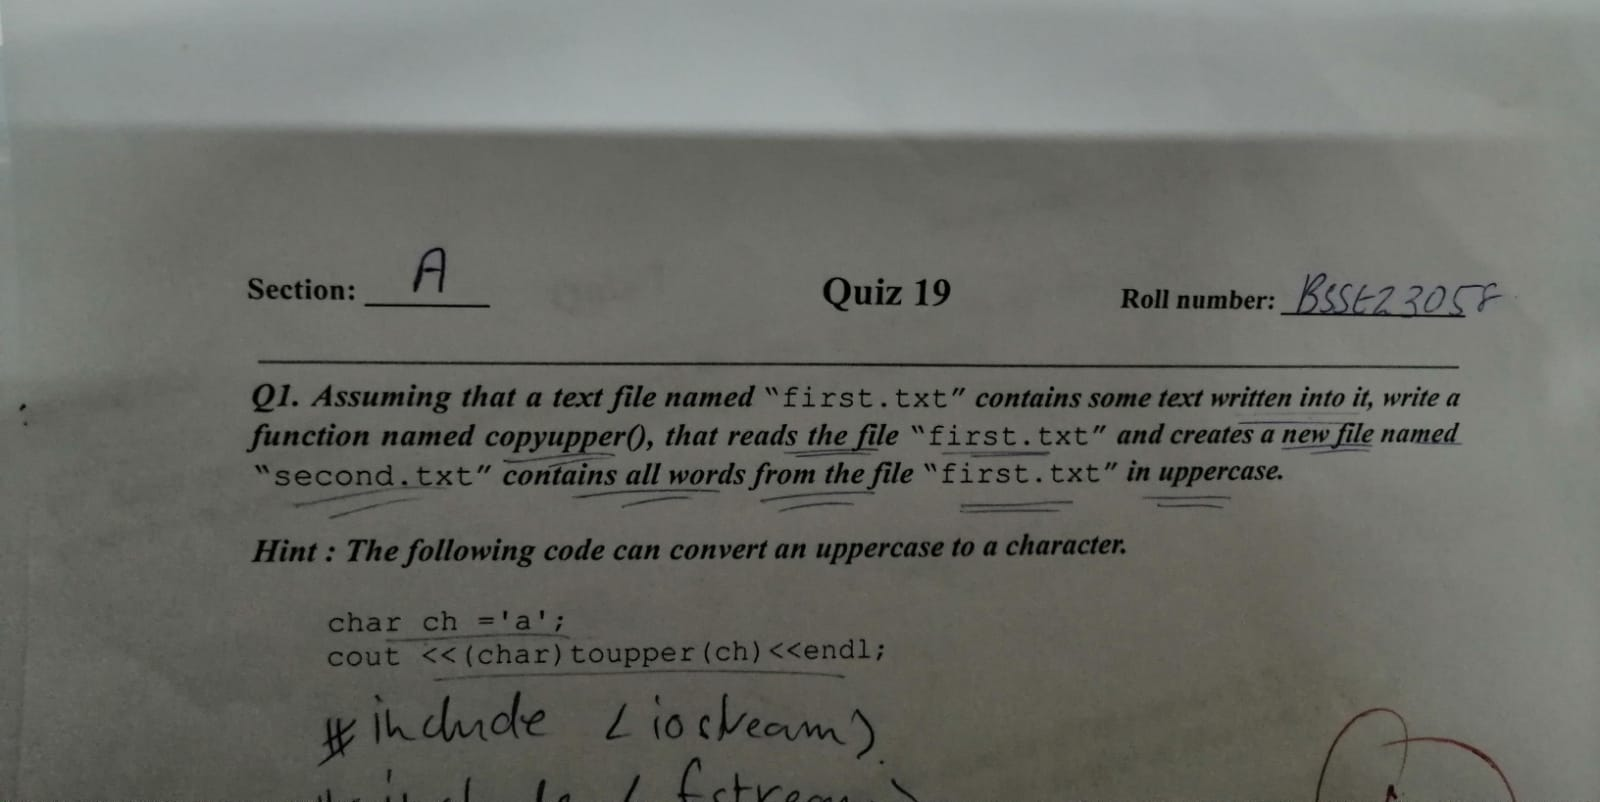 Section: A Quiz 19 Roll number: BSSE23058
Q1. Assuming that a text file named "first.txt" contains some text written into it, write a
function named copyupper(), that reads the file "first.txt" and creates a new file named
"second.txt" contains all words from the file "first.txt" in uppercase.
Hint : The following code can convert an uppercase to a character.
char ch ='a';
cout <<(char)toupper(ch)<<endl;
#include <iostream>
#include <fstream>